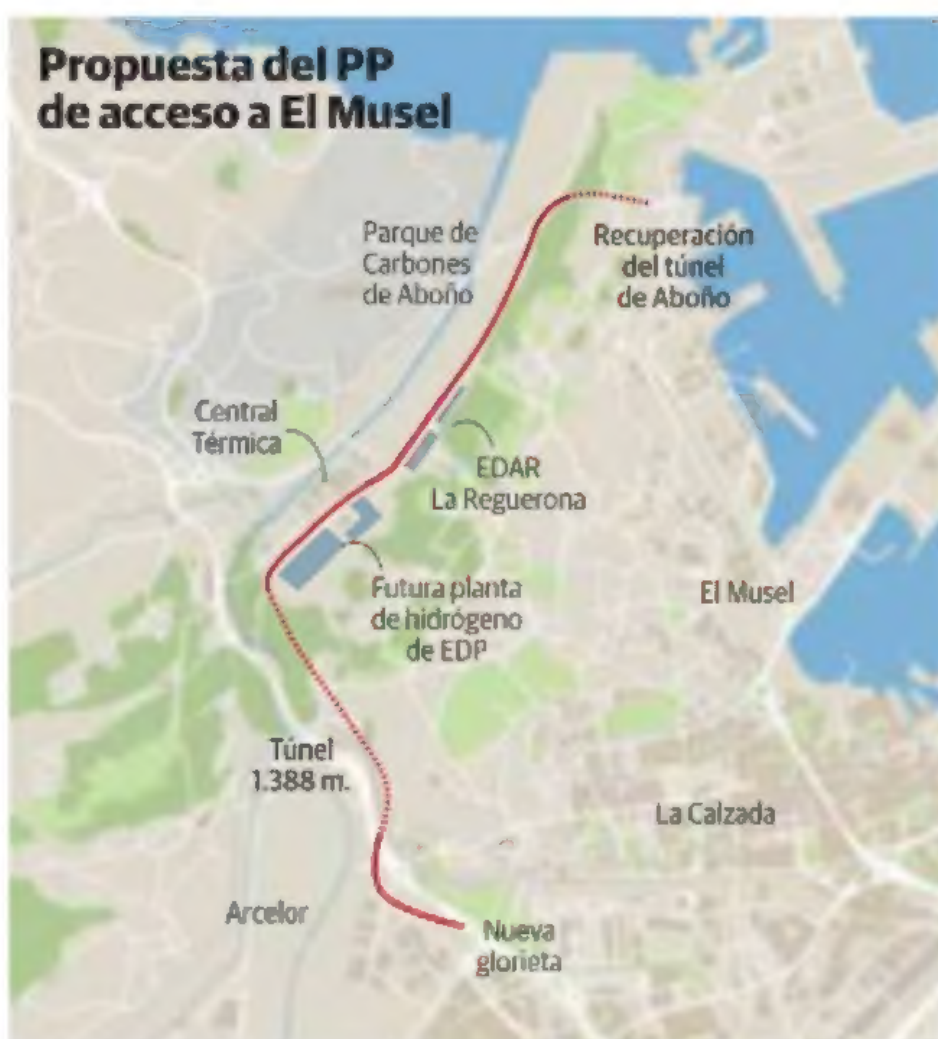 Propuesta del PP
de acceso a El Musel
Parque de
Carbones
de Aboño
Recuperación
del túnel
de Aboño
Central
Térmica
EDAR
La Reguerona
Futura planta
de hidrógeno
de EDP
El Musel
Túnel
1.388 m.
La Calzada
Arcelor
Nueva
glorieta